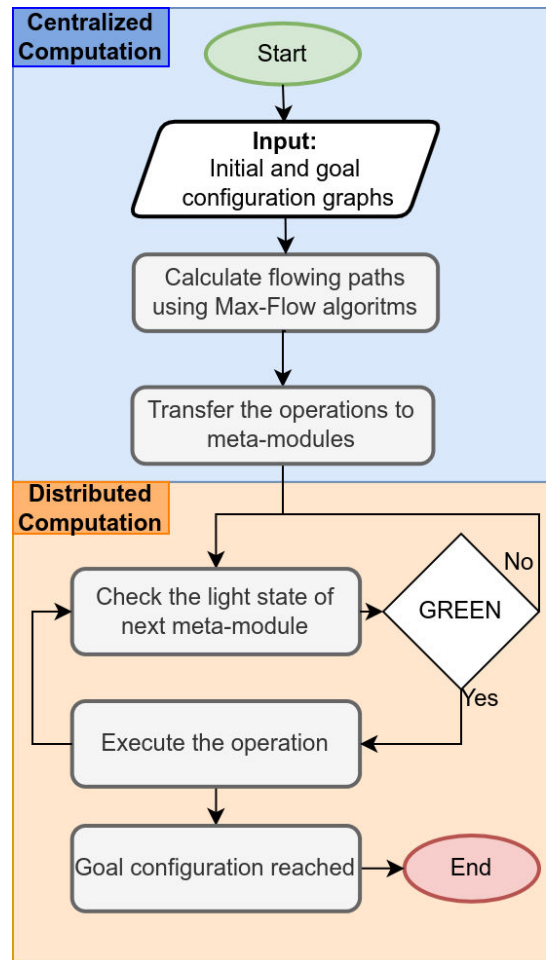 Centralized
Computation
Start
Input:
Initial and goal
configuration graphs
Calculate flowing paths
using Max-Flow algoritms
Transfer the operations to
meta-modules
Distributed
Computation
No
Check the light state of
next meta-module
GREEN
Yes
Execute the operation
Goal configuration reached
End